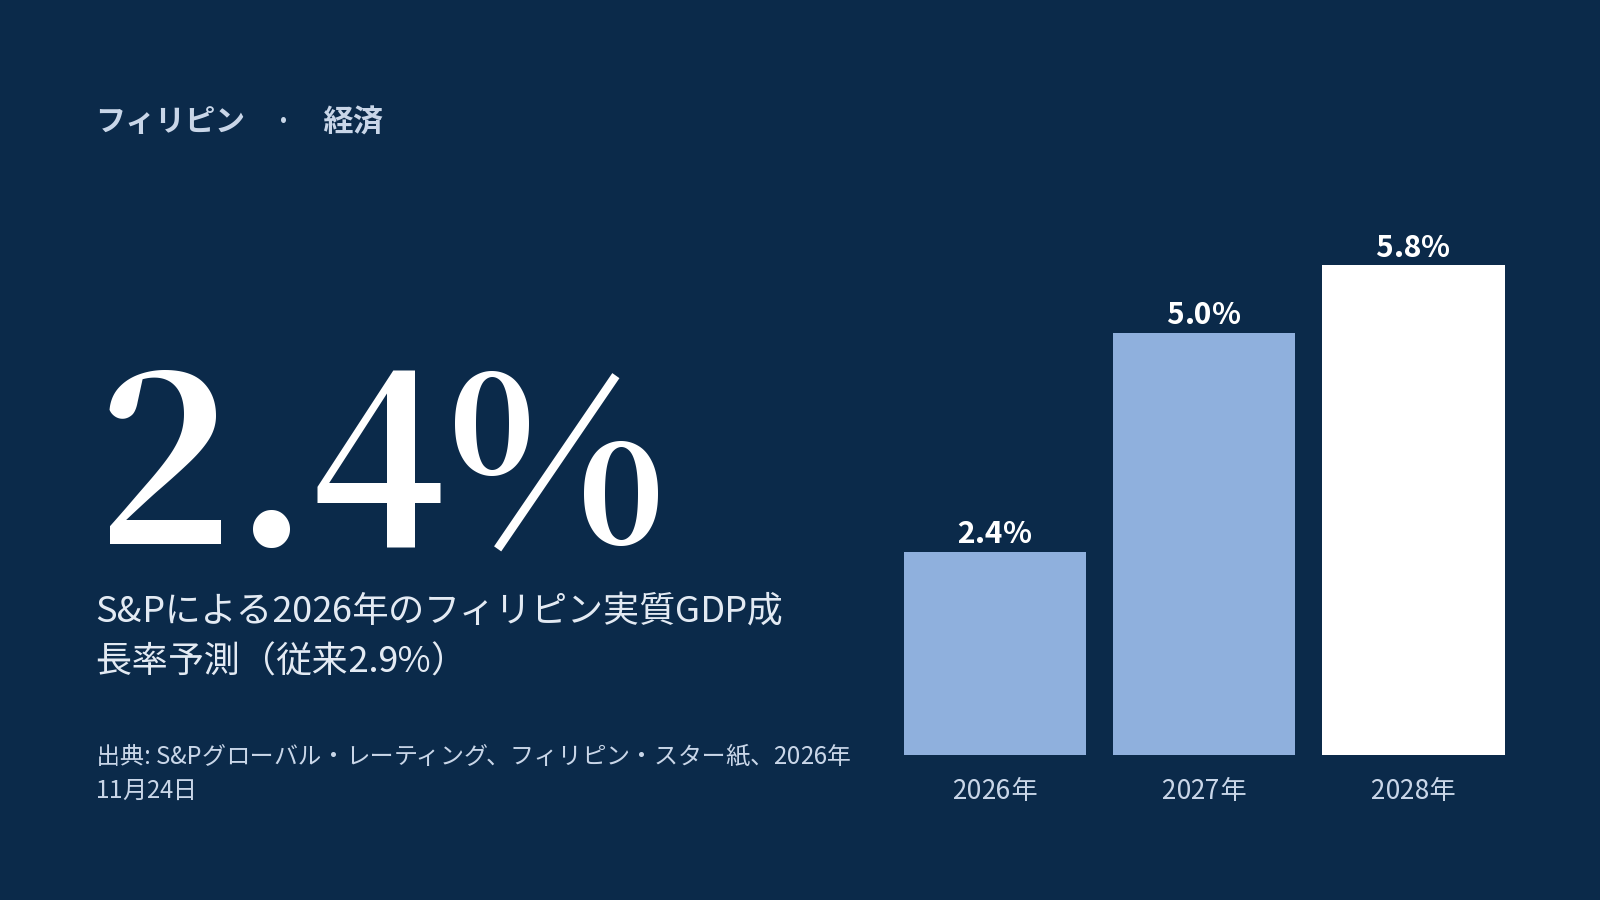 フィリピン · 経済
2.4%
S&Pによる2026年のフィリピン実質GDP成
長率予測（従来2.9%）
出典: S&Pグローバル・レーティング、フィリピン・スター紙、2026年
11月24日
2.4%
5.0%
5.8%
2026年
2027年
2028年